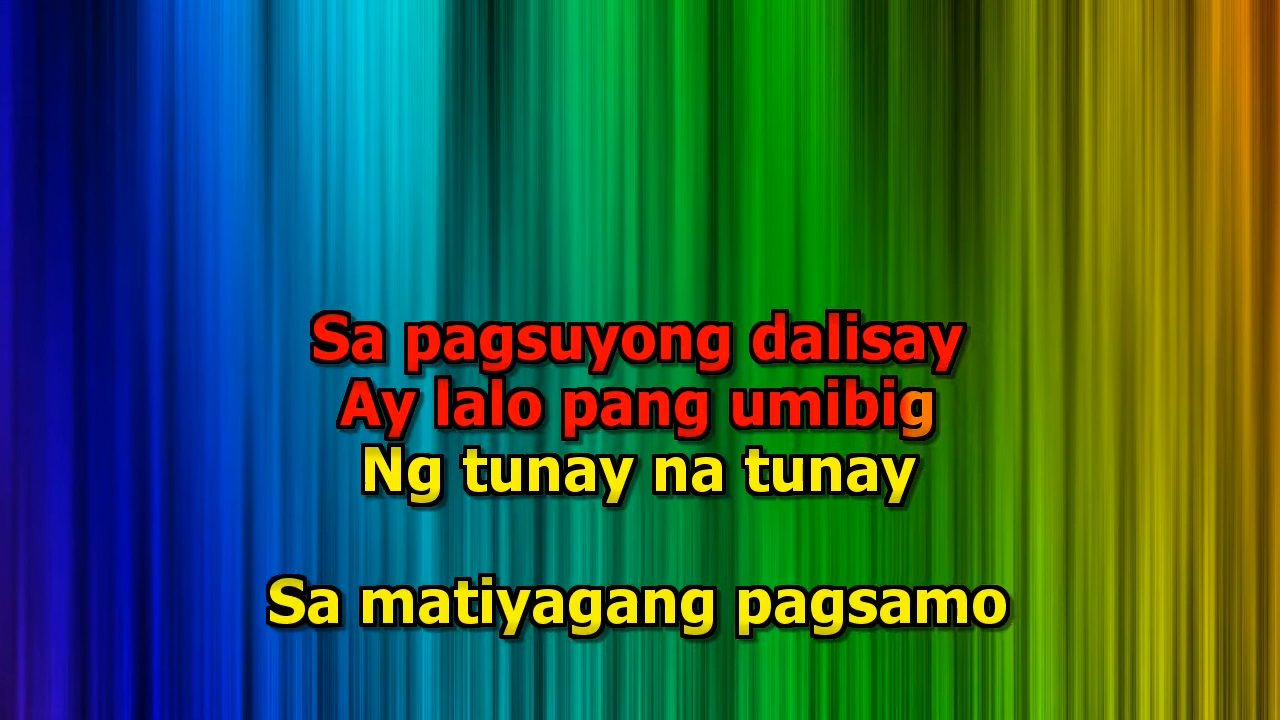 Sa pagsuyong dalisay
Ay lalo pang umibig
Ng tunay na tunay
Sa matiyagang pagsamo